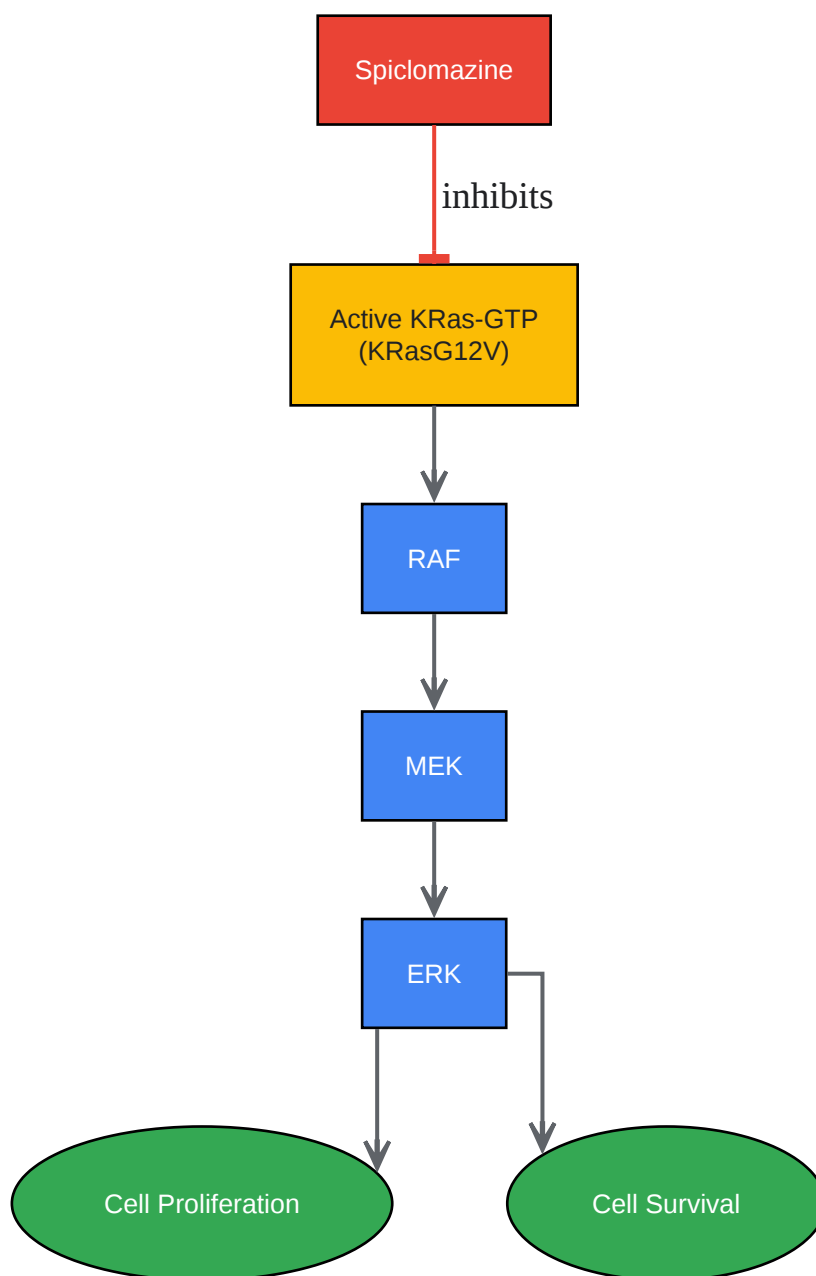 Spiclomazine
inhibits
Active KRas-GTP
(KRasG12V)
RAF
MEK
ERK
Cell Proliferation
Cell Survival